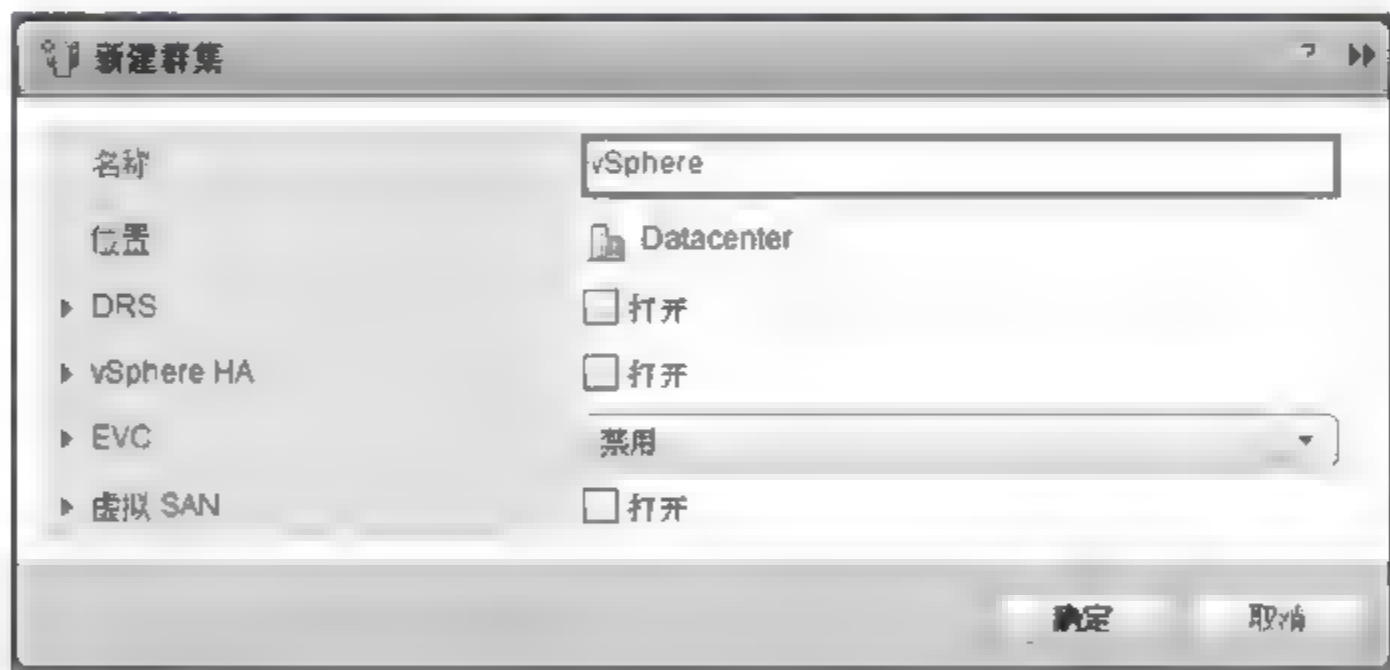 新建群集 ?
名称 vSphere
位置 Datacenter
DRS 打开
vSphere HA 打开
EVC 禁用
虚拟 SAN 打开
确定 取消